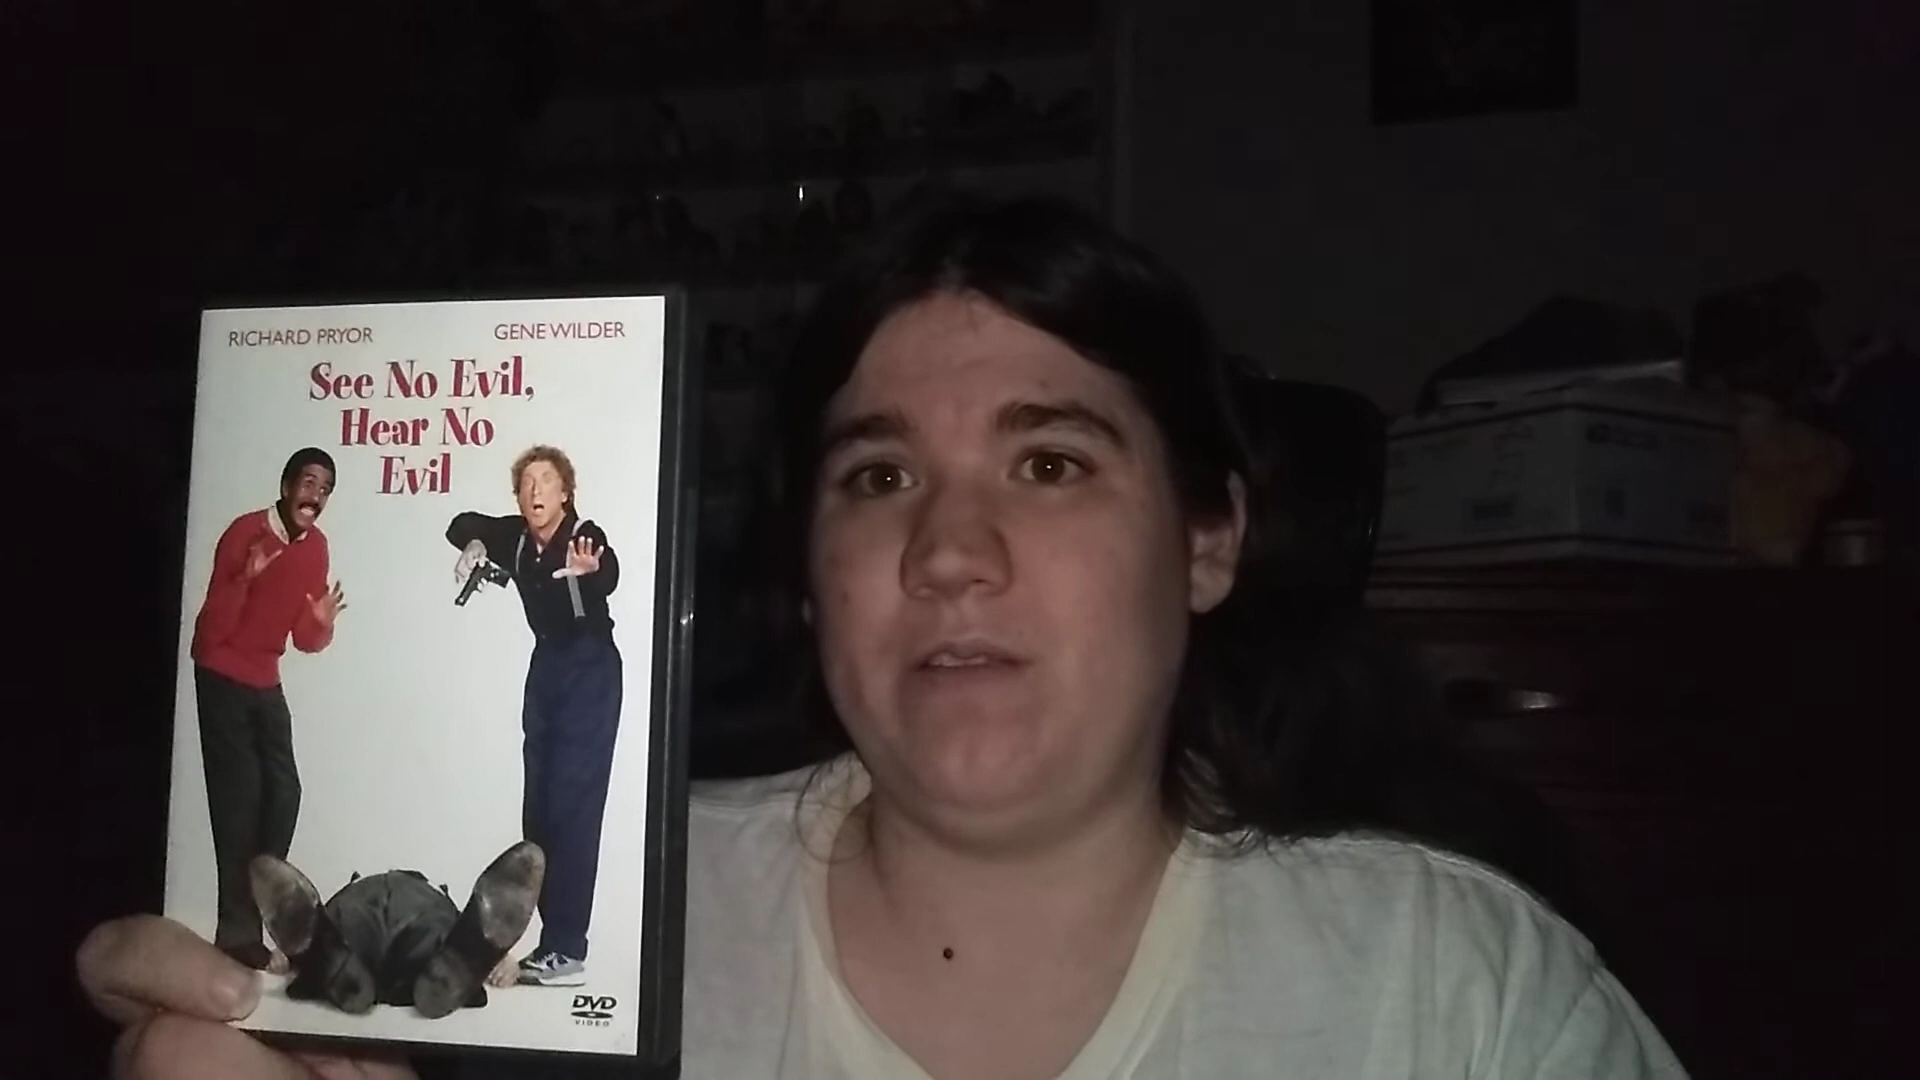 RICHARD PRYOR
GENE WILDER
See No Evil,
Hear No
Evil
DVD
VIDEO